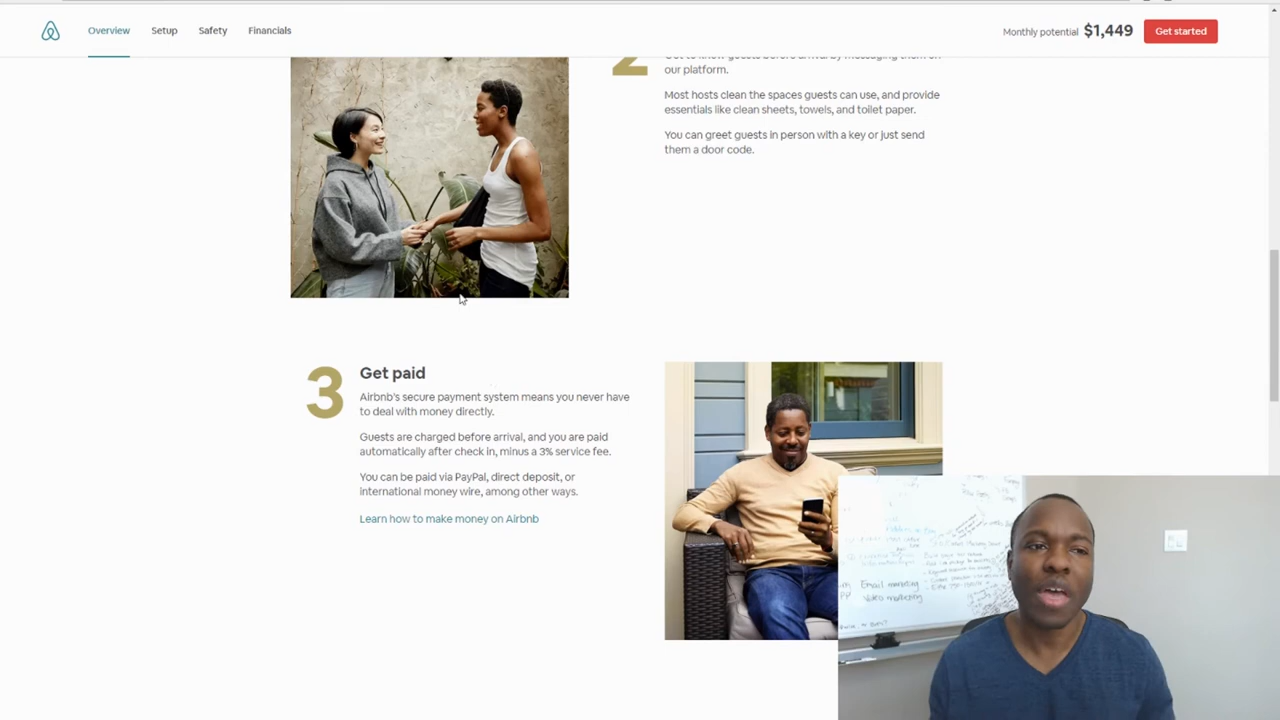 Overview Setup Safety Financials Monthly potential $1,449 Get started
2
our platform.
Most hosts clean the spaces guests can use, and provide
essentials like clean sheets, towels, and toilet paper.
You can greet guests in person with a key or just send
them a door code.
3 Get paid
Airbnb's secure payment system means you never have
to deal with money directly.
Guests are charged before arrival, and you are paid
automatically after check in, minus a 3% service fee.
You can be paid via PayPal, direct deposit, or
international money wire, among other ways.
Learn how to make money on Airbnb
Email marketing
Video marketing